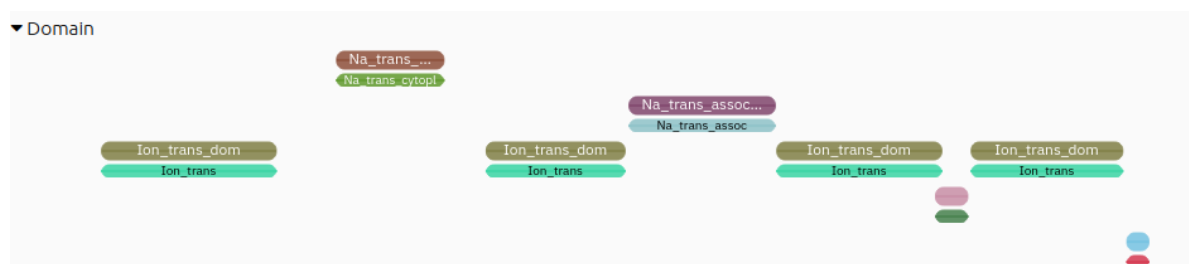 Domain
Na_trans_...
Na_trans_cytopl
Na_trans_assoc...
Na_trans_assoc
Ion_trans_dom Ion_trans_dom Ion_trans_dom Ion_trans_dom
Ion_trans Ion_trans Ion_trans Ion_trans